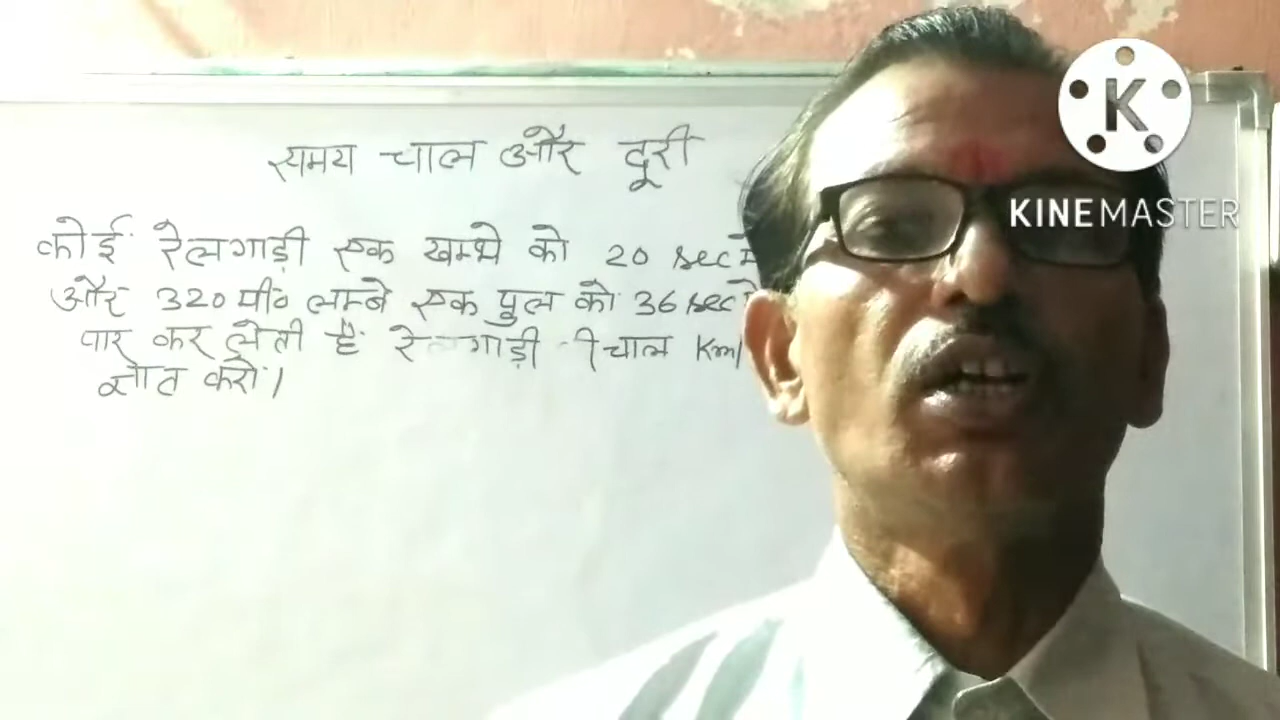 समय चाल और दूरी
कोई रेलगाड़ी एक खम्भे को 20 sec मे
और 320 मी० लम्बे एक पुल को 36 sec मे
पार कर लेती है रेलगाड़ी की चाल Km/
ज्ञात करो।
K
KINEMASTER